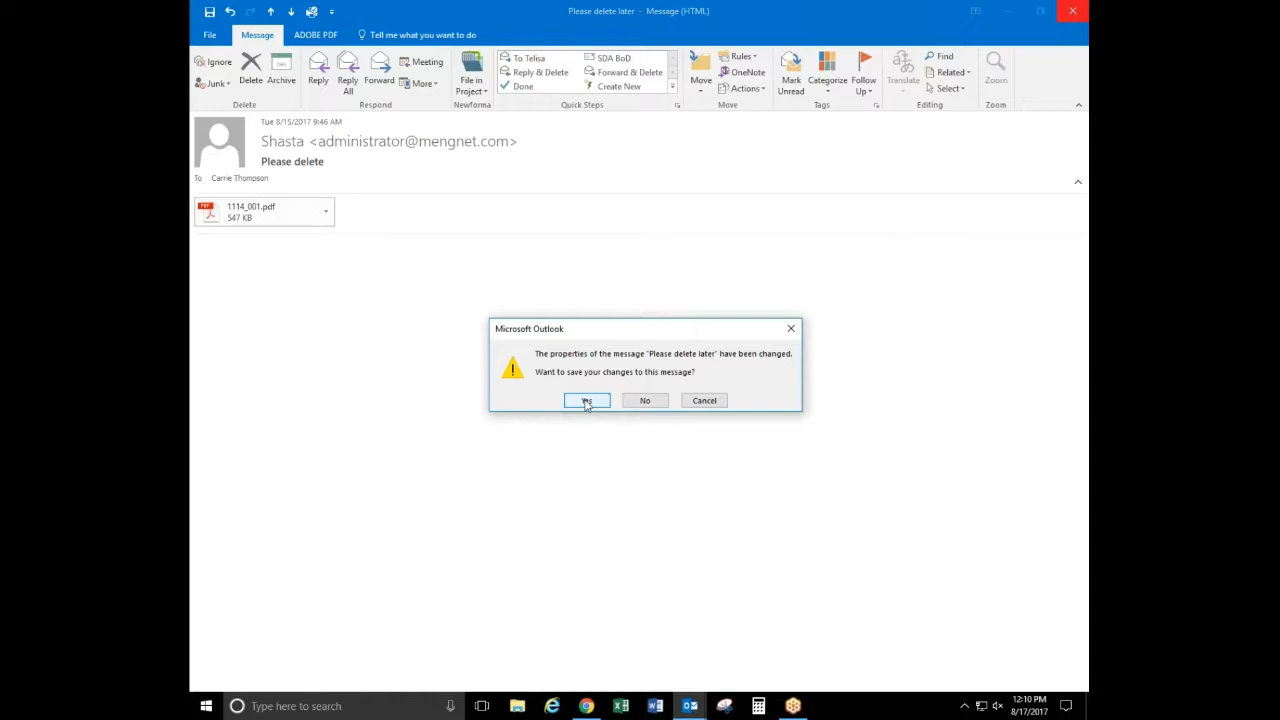 Please delete later - Message (HTML)
File Message ADOBE PDF Tell me what you want to do
Ignore Junk Delete Archive
Reply Reply All Forward Meeting More
File in Project
To Telisa SDA BoD
Reply & Delete Forward & Delete
Done Create New
Move Rules OneNote Actions
Mark Unread Categorize Follow Up
Translate Find Related Select
Zoom
Delete Respond Newforma Quick Steps Move Tags Editing Zoom
Tue 8/15/2017 9:46 AM
Shasta <administrator@mengnet.com>
Please delete
To Carrie Thompson
PDF 1114_001.pdf
547 KB
Microsoft Outlook
The properties of the message "Please delete later" have been changed.
Want to save your changes to this message?
Yes No Cancel
Type here to search
12:10 PM
8/17/2017